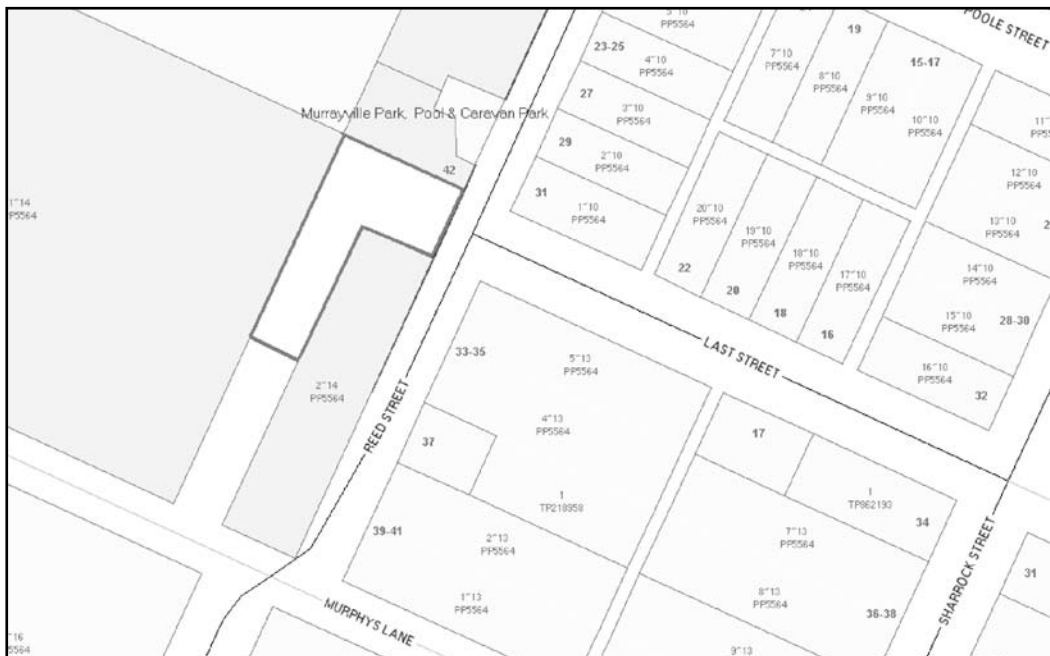 POOLE STREET
PP5564
23-25
4~10
PP5564
27
3~10
PP5564
29
2~10
PP5564
31
1~10
PP5564
7~10
PP5564
19
8~10
PP5564
15-17
9~10
PP5564
10~10
PP5564
12~10
PP5564
13~10
PP5564
14~10
PP5564
15~10
PP5564
28-30
16~10
PP5564
32
20~10
PP5564
22
19~10
PP5564
20
18~10
PP5564
18
17~10
PP5564
16
Murrayville Park, Pool & Caravan Park
42
1~14
PP5564
2~14
PP5564
REED STREET
LAST STREET
33-35
5~13
PP5564
4~13
PP5564
37
1
TP218958
39-41
2~13
PP5564
1~13
PP5564
17
1
TP862193
34
7~13
PP5564
8~13
PP5564
36-38
9~13
SHARROCK STREET
31
MURPHYS LANE
~16
5564